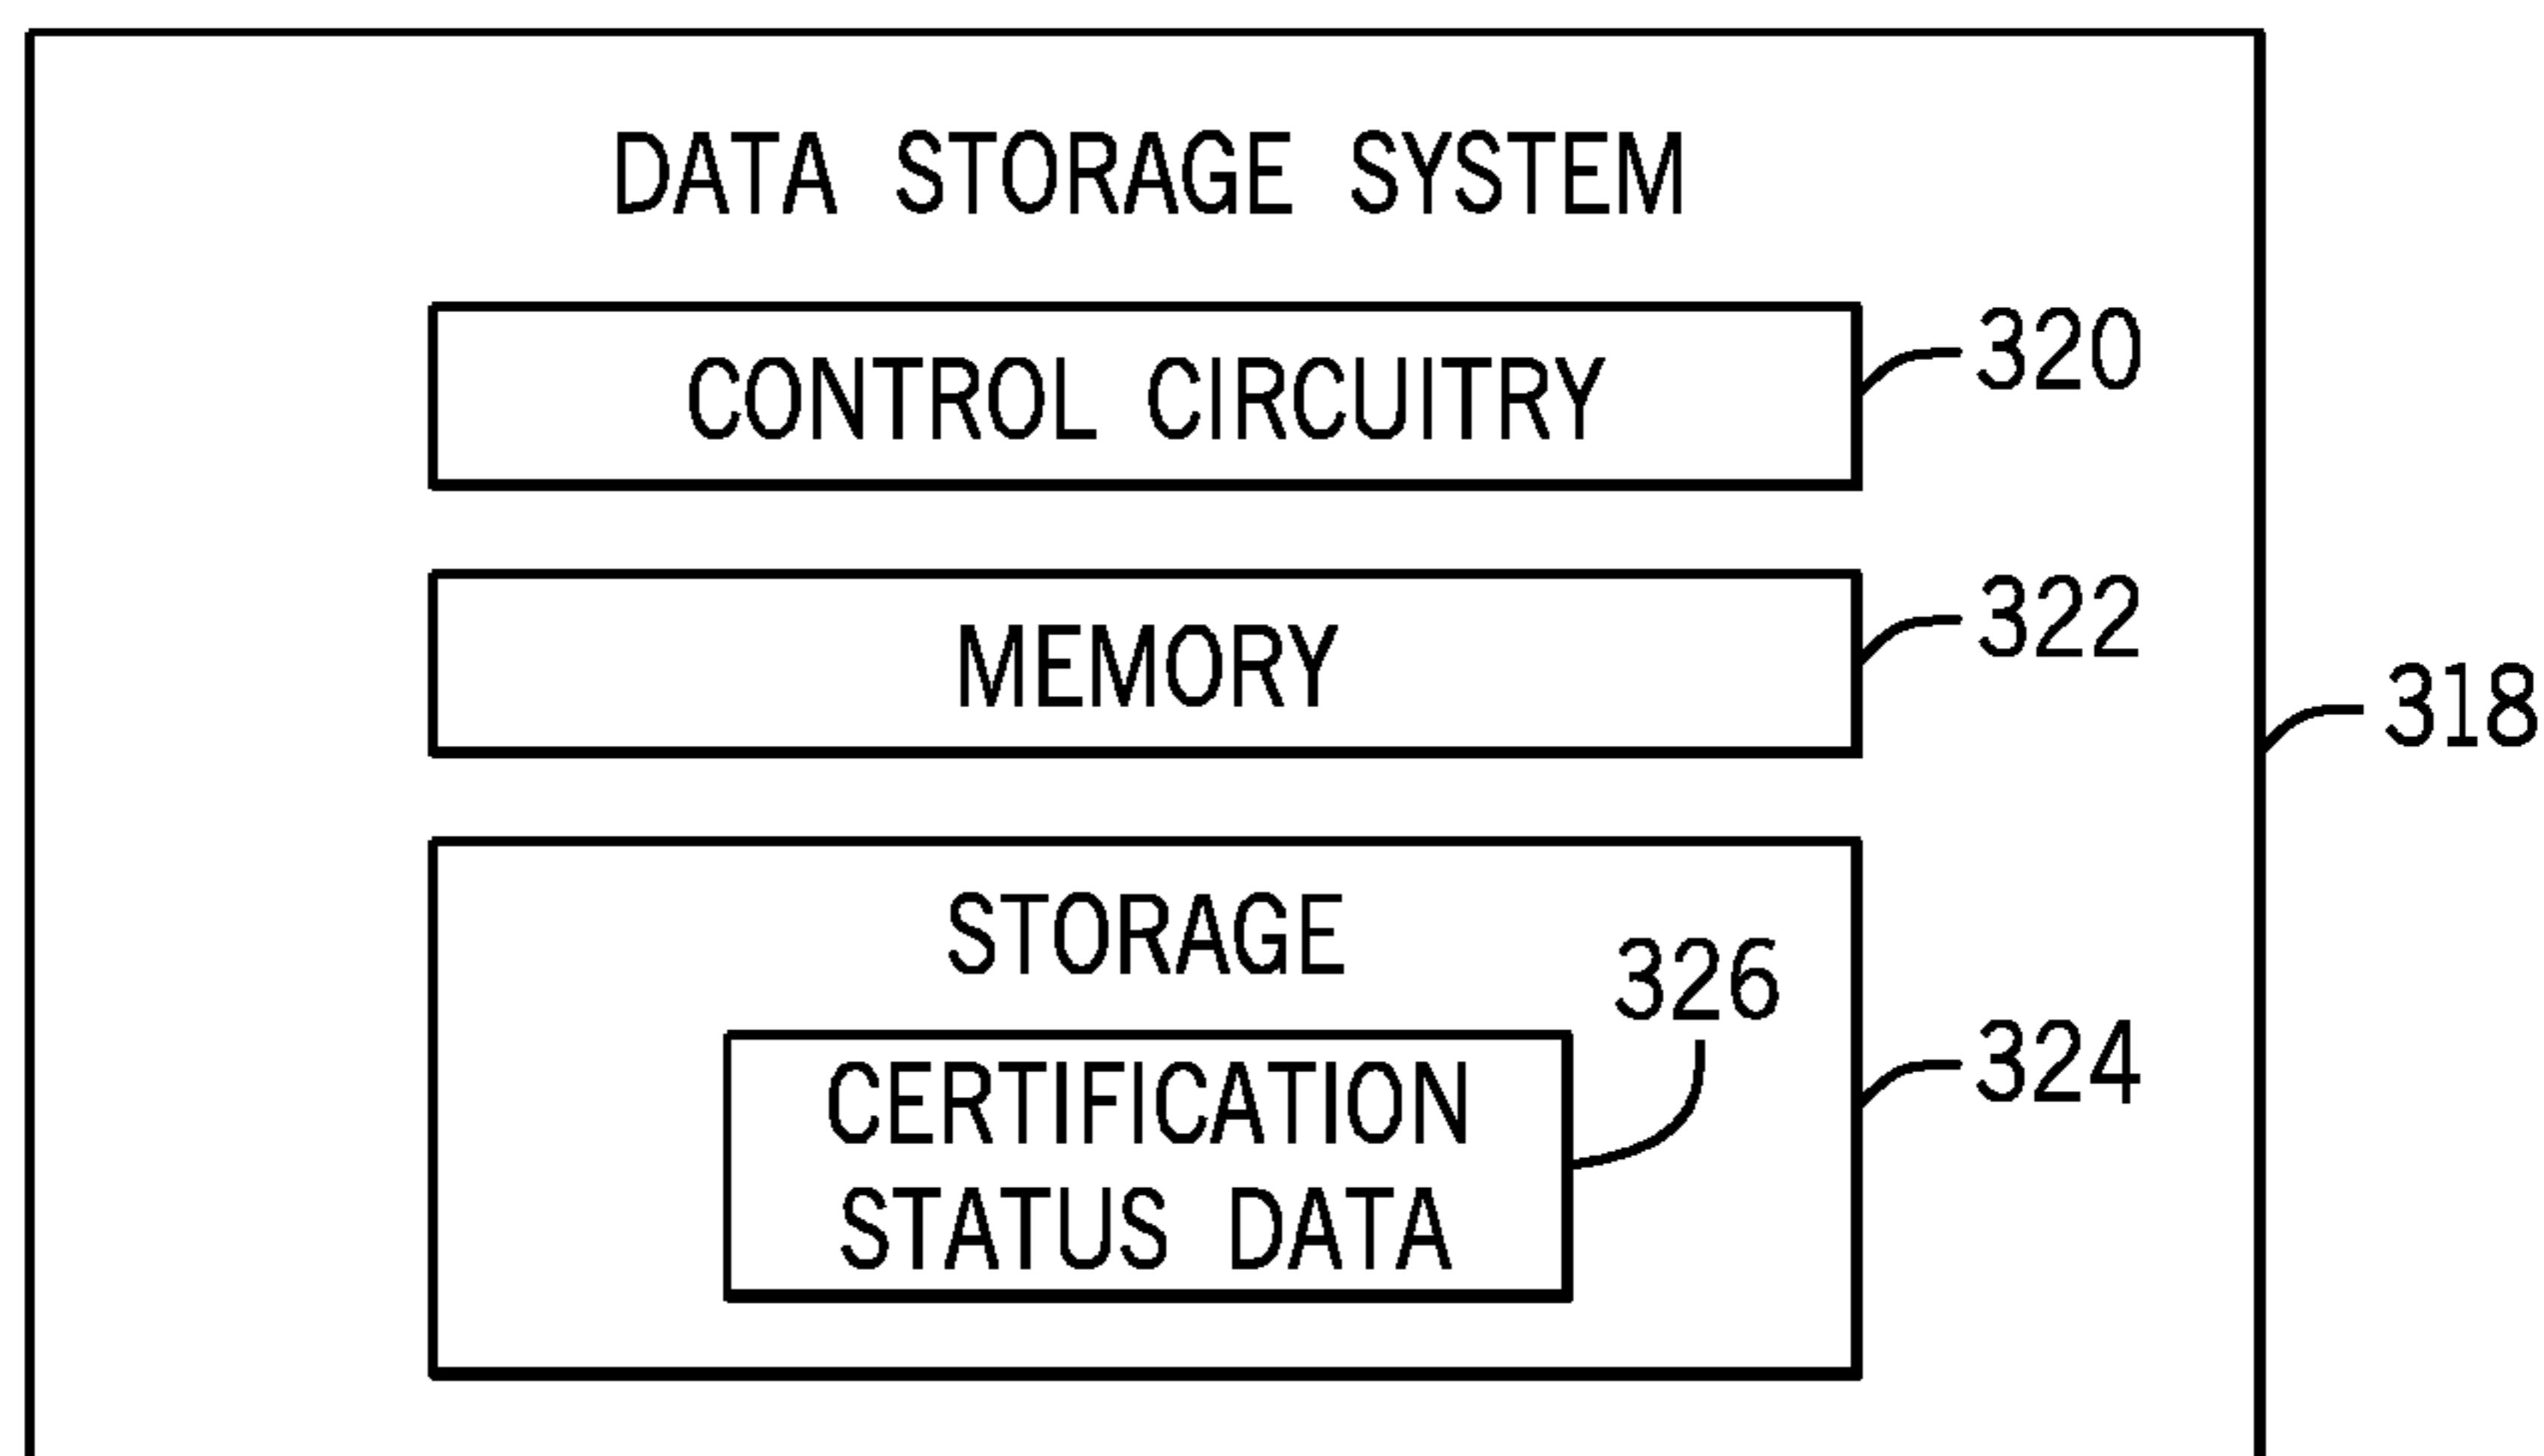 DATA STORAGE SYSTEM
CONTROL CIRCUITRY
320
MEMORY
322
318
STORAGE
326
CERTIFICATION
STATUS DATA
324